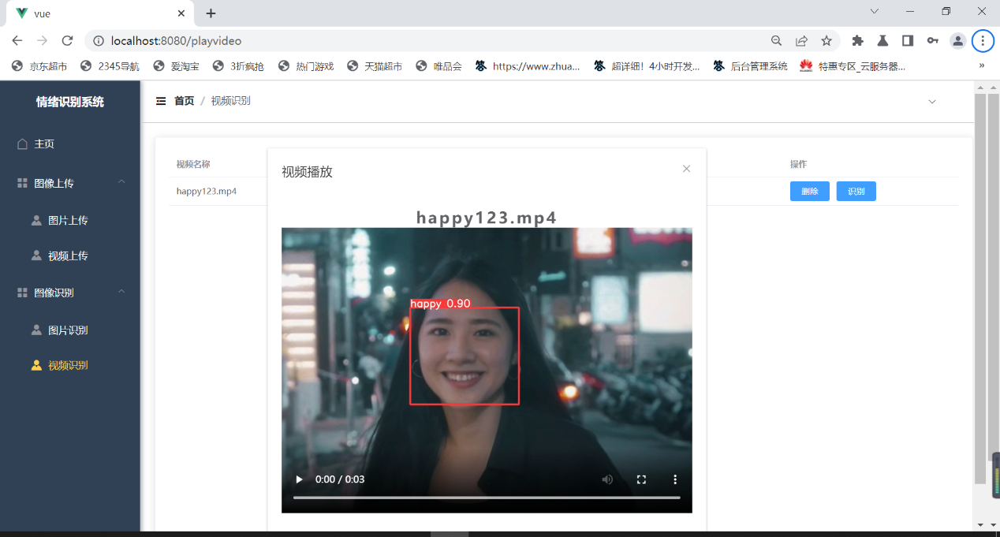 vue
localhost:8080/playvideo
京东超市 2345导航 爱淘宝 3折疯抢 热门游戏 天猫超市 唯品会 https://www.zhua... 超详细！4小时开发... 后台管理系统 特惠专区_云服务器... »
情绪识别系统
首页 / 视频识别
主页
图像上传
图片上传
视频上传
图像识别
图片识别
视频识别
视频名称 操作
happy123.mp4 删除 识别
视频播放
happy123.mp4
happy 0.90
0:00 / 0:03